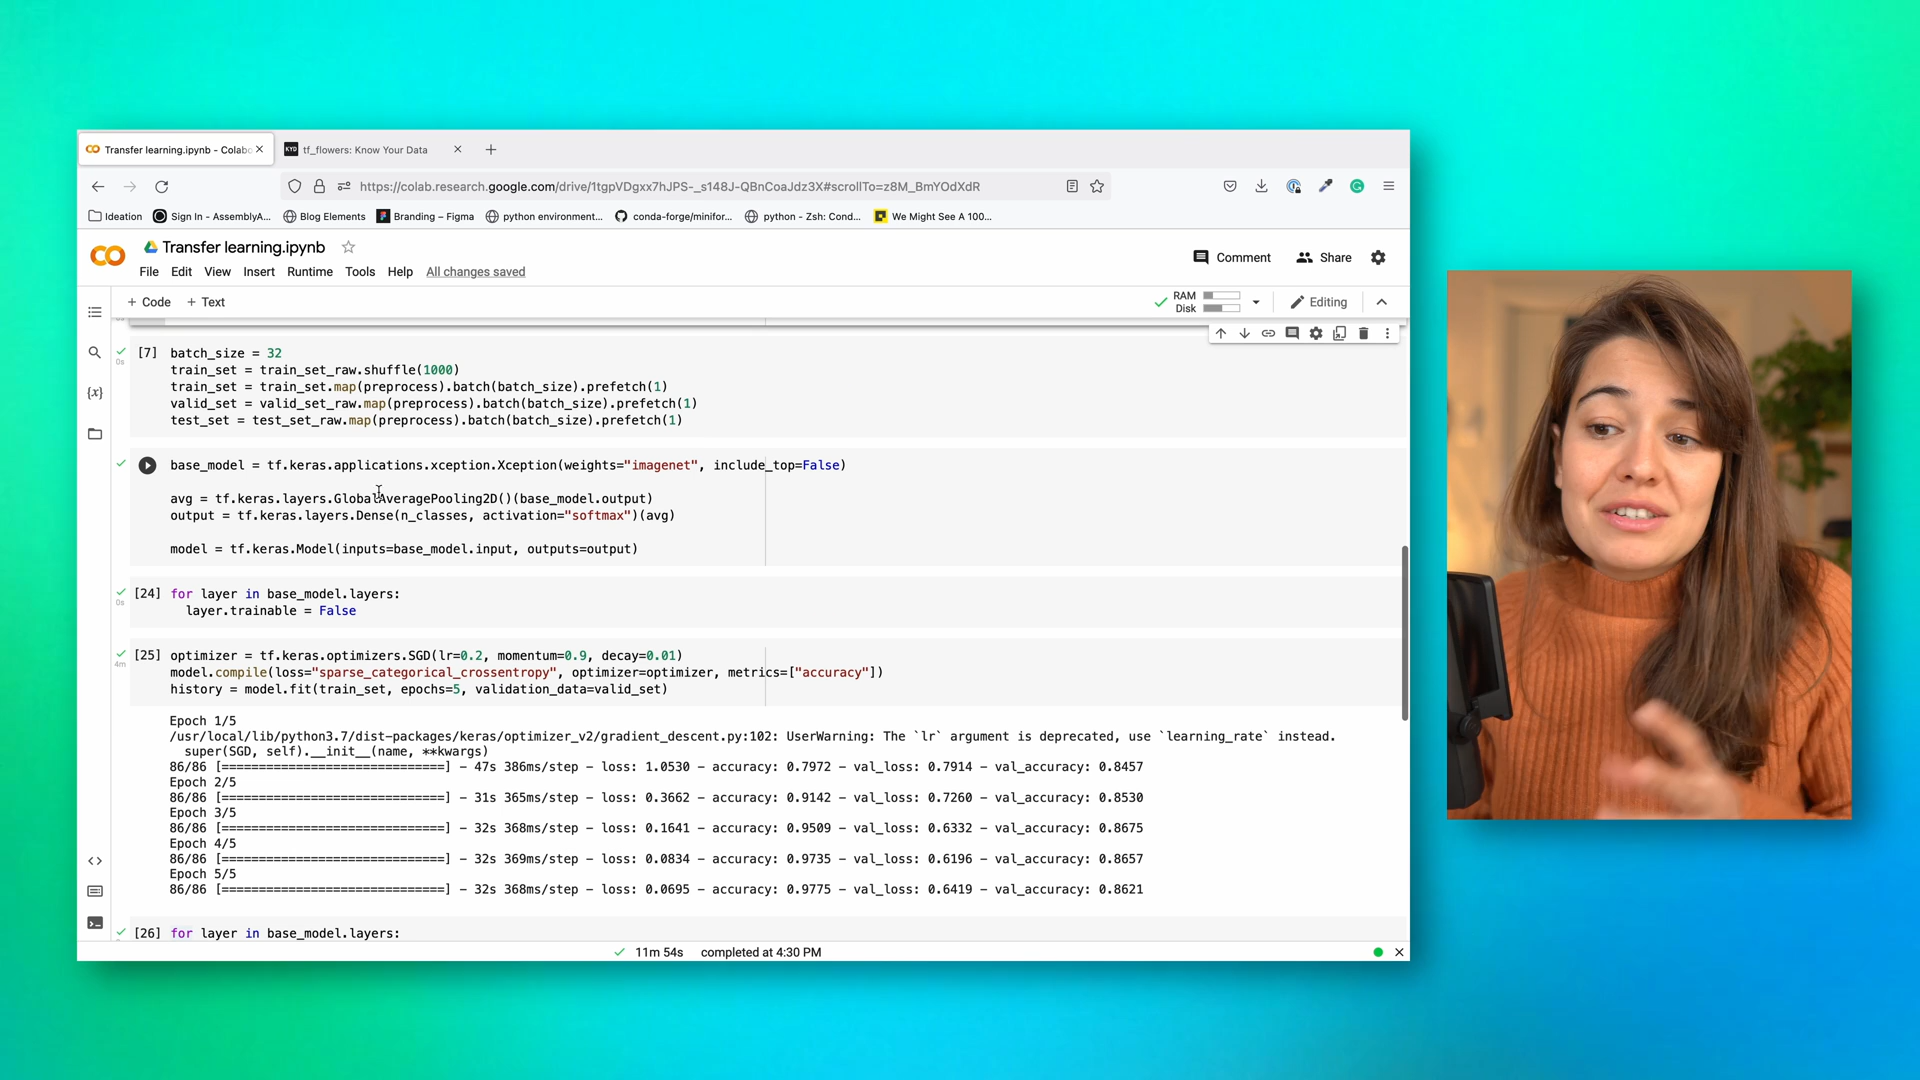 Transfer learning.ipynb - Colabo
KYD tf_flowers: Know Your Data
https://colab.research.google.com/drive/1tgpVDgxx7hJPS-_s148J-QBnCoaJdz3X#scrollTo=z8M_BmYOdXdR
Ideation Sign In - AssemblyA... Blog Elements Branding – Figma python environment... conda-forge/minifor... python - Zsh: Cond... We Might See A 100...
Transfer learning.ipynb
Comment Share
File Edit View Insert Runtime Tools Help All changes saved
+ Code + Text
RAM
Disk
Editing
[7] batch_size = 32
0s
train_set = train_set_raw.shuffle(1000)
train_set = train_set.map(preprocess).batch(batch_size).prefetch(1)
valid_set = valid_set_raw.map(preprocess).batch(batch_size).prefetch(1)
test_set = test_set_raw.map(preprocess).batch(batch_size).prefetch(1)
{x}
base_model = tf.keras.applications.xception.Xception(weights="imagenet", include_top=False)
avg = tf.keras.layers.GlobalAveragePooling2D()(base_model.output)
output = tf.keras.layers.Dense(n_classes, activation="softmax")(avg)
model = tf.keras.Model(inputs=base_model.input, outputs=output)
[24] for layer in base_model.layers:
0s
layer.trainable = False
[25] optimizer = tf.keras.optimizers.SGD(lr=0.2, momentum=0.9, decay=0.01)
4m
model.compile(loss="sparse_categorical_crossentropy", optimizer=optimizer, metrics=["accuracy"])
history = model.fit(train_set, epochs=5, validation_data=valid_set)
Epoch 1/5
/usr/local/lib/python3.7/dist-packages/keras/optimizer_v2/gradient_descent.py:102: UserWarning: The `lr` argument is deprecated, use `learning_rate` instead.
super(SGD, self).__init__(name, **kwargs)
86/86 [==============================] - 47s 386ms/step - loss: 1.0530 - accuracy: 0.7972 - val_loss: 0.7914 - val_accuracy: 0.8457
Epoch 2/5
86/86 [==============================] - 31s 365ms/step - loss: 0.3662 - accuracy: 0.9142 - val_loss: 0.7260 - val_accuracy: 0.8530
Epoch 3/5
86/86 [==============================] - 32s 368ms/step - loss: 0.1641 - accuracy: 0.9509 - val_loss: 0.6332 - val_accuracy: 0.8675
Epoch 4/5
86/86 [==============================] - 32s 369ms/step - loss: 0.0834 - accuracy: 0.9735 - val_loss: 0.6196 - val_accuracy: 0.8657
Epoch 5/5
86/86 [==============================] - 32s 368ms/step - loss: 0.0695 - accuracy: 0.9775 - val_loss: 0.6419 - val_accuracy: 0.8621
[26] for layer in base_model.layers:
11m 54s completed at 4:30 PM